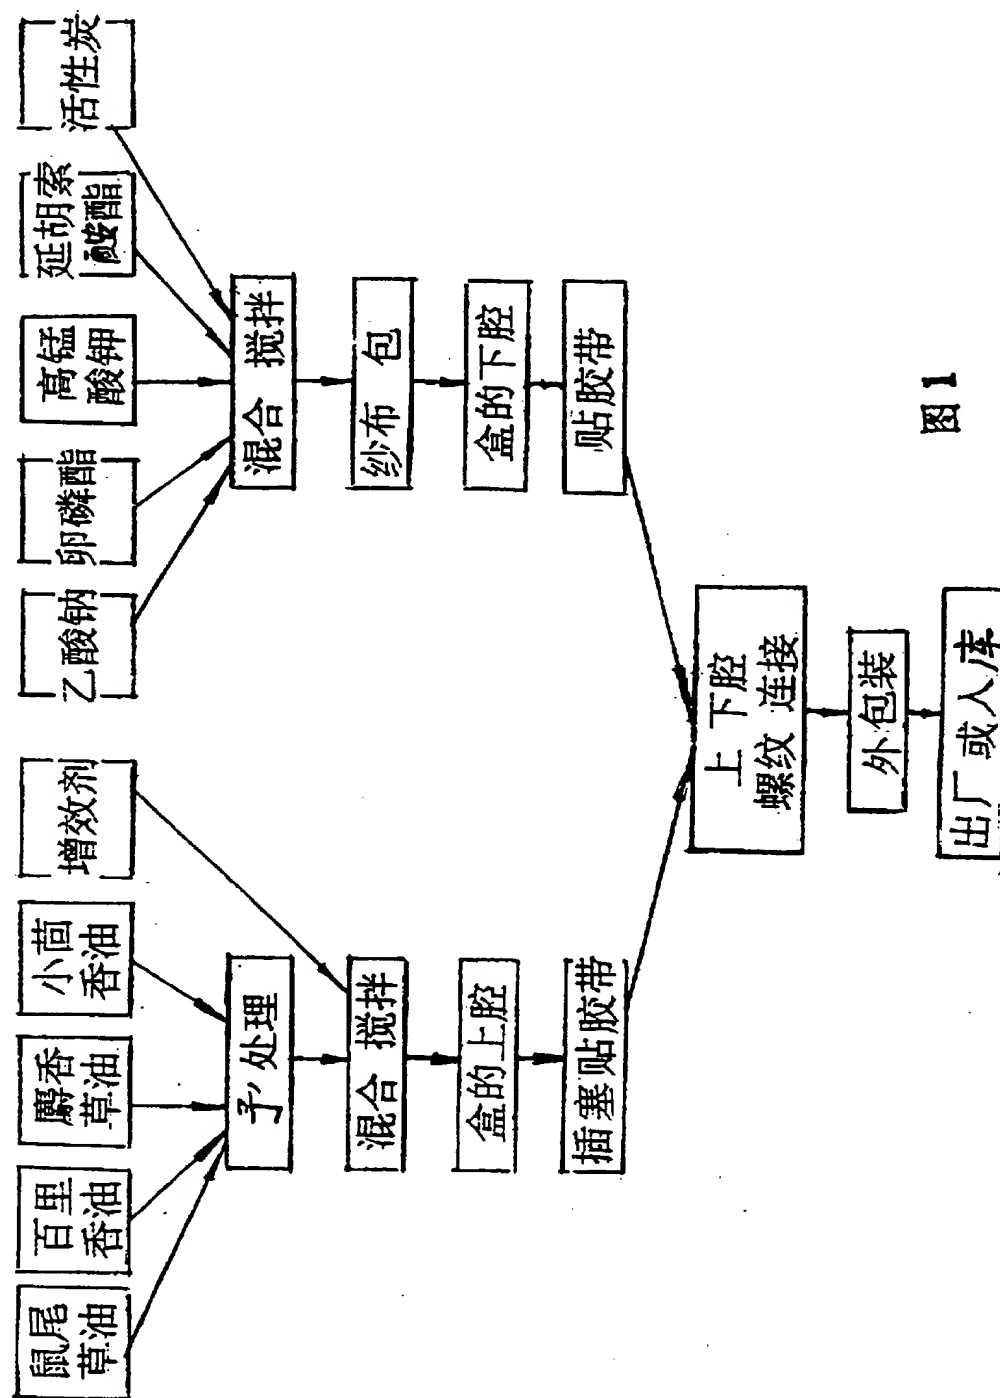 鼠尾
草油
百里
香油
麝香
草油
小茴
香油
增效剂
乙酸钠
卵磷酯
高锰
酸钾
延胡索
活性炭
予处理
混合 搅拌
混合 搅拌
纱布 包
盒的上腔
盒的下腔
插塞贴胶带
贴胶带
上 下腔
螺纹 连接
外包装
出厂 或入库
图 1